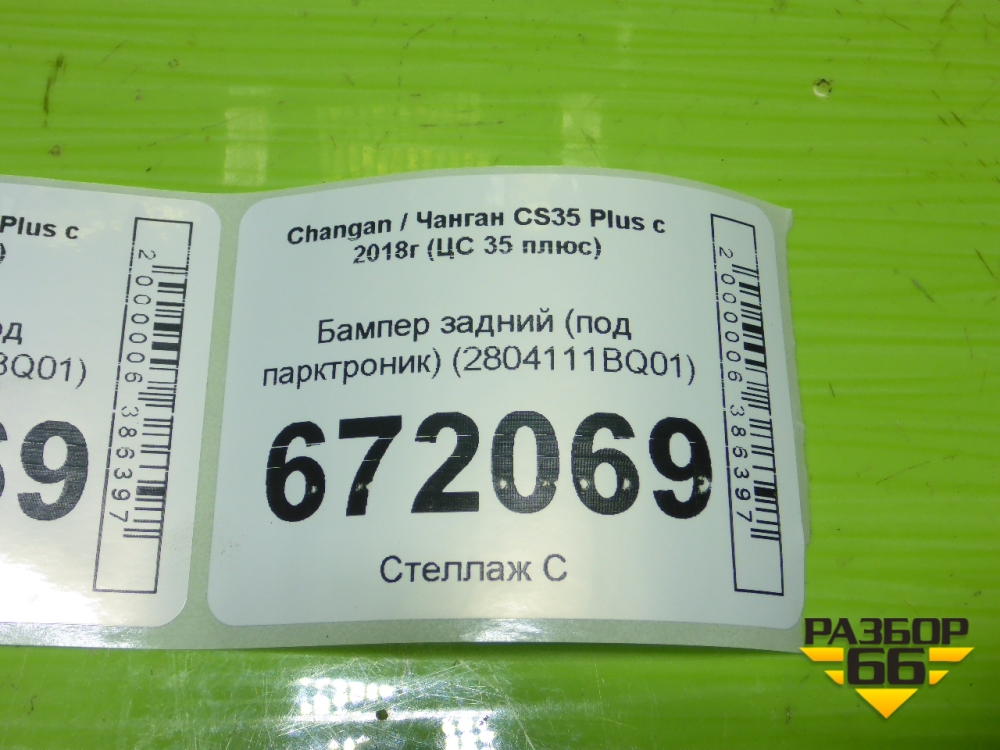 Plus с
)
од
BQ01)
69
2000006386397
Changan / Чанган CS35 Plus с
2018г (ЦС 35 плюс)
Бампер задний (под
парктроник) (2804111BQ01)
672069
Стеллаж С
2000006386397
РАЗБОР
66